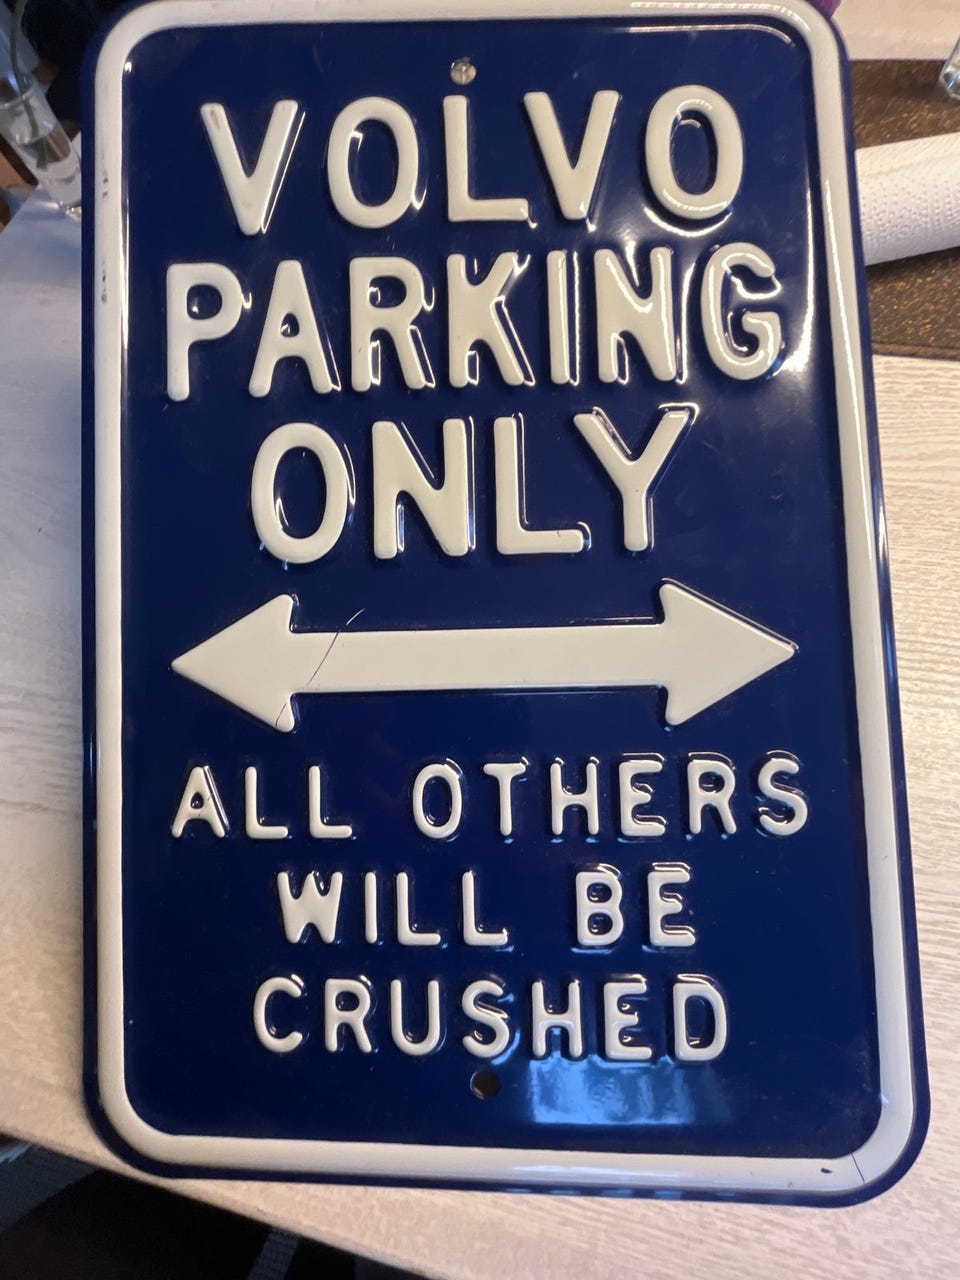 VOLVO
PARKING
ONLY
ALL OTHERS
WILL BE
CRUSHED